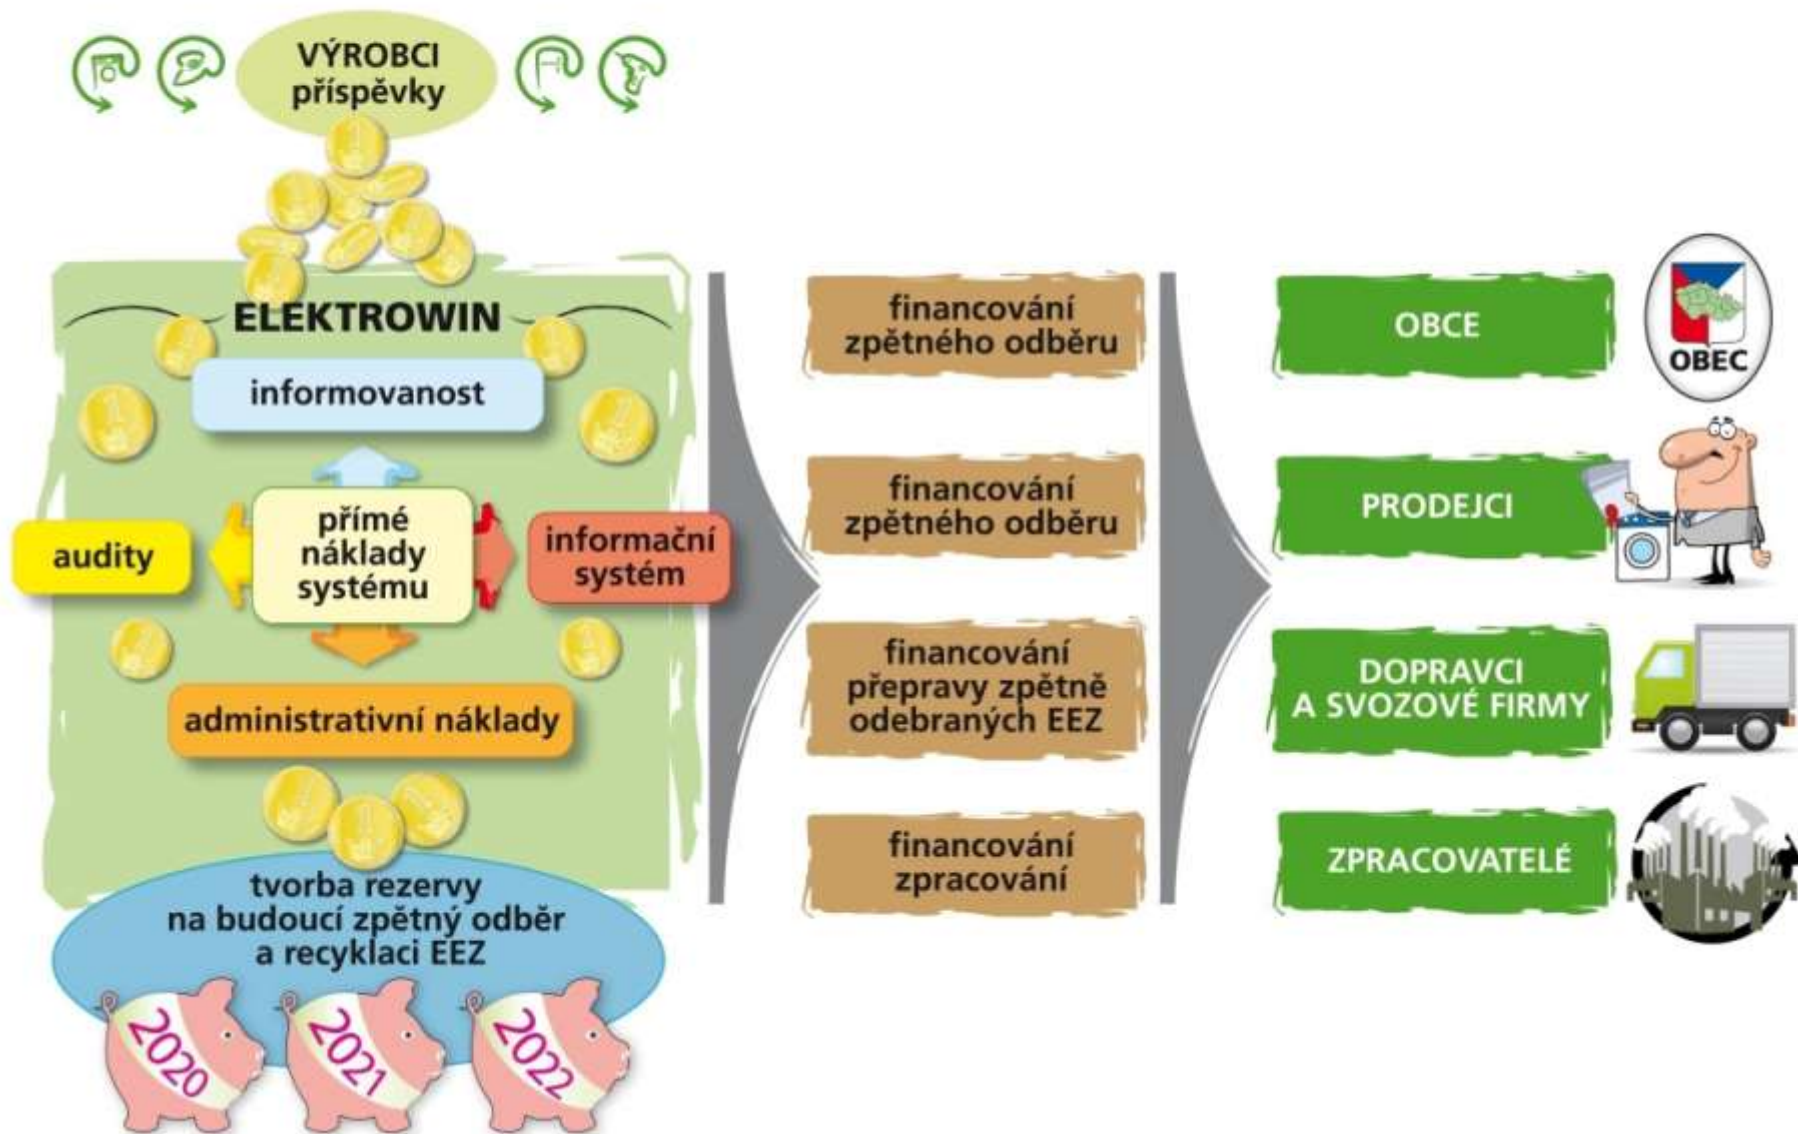 VÝROBCI
příspěvky
ELEKTROWIN
informovanost
audity
přímé
náklady
systému
informační
systém
administrativní náklady
tvorba rezervy
na budoucí zpětný odběr
a recyklaci EEZ
2020
2021
2022
financování
zpětného odběru
financování
zpětného odběru
financování
přepravy zpětně
odebraných EEZ
financování
zpracování
OBCE
OBEC
PRODEJCI
DOPRAVCI
A SVOZOVÉ FIRMY
ZPRACOVATELÉ